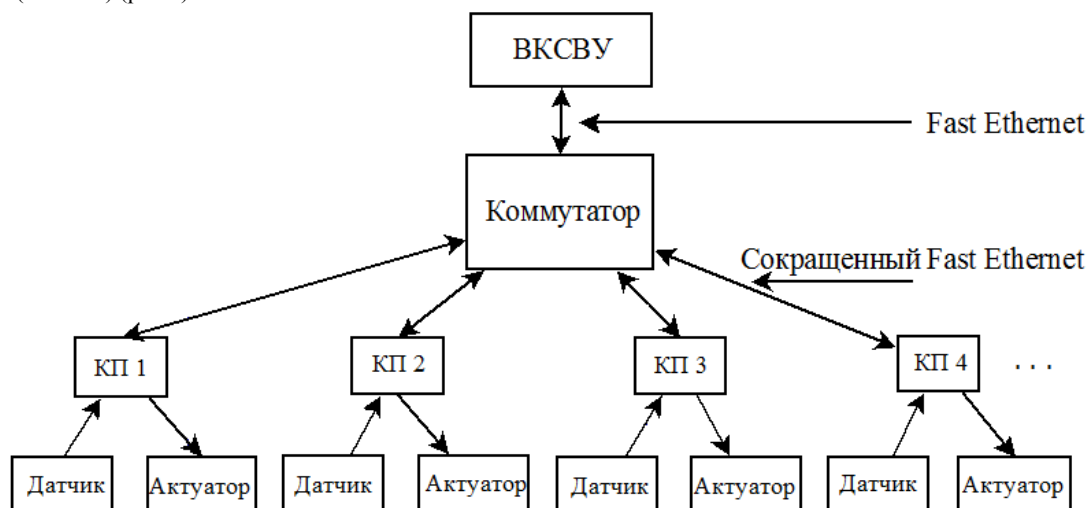 ВКСВУ
Fast Ethernet
Коммутатор
Сокращенный Fast Ethernet
КП 1
КП 2
КП 3
КП 4
. . .
Датчик
Актуатор
Датчик
Актуатор
Датчик
Актуатор
Датчик
Актуатор